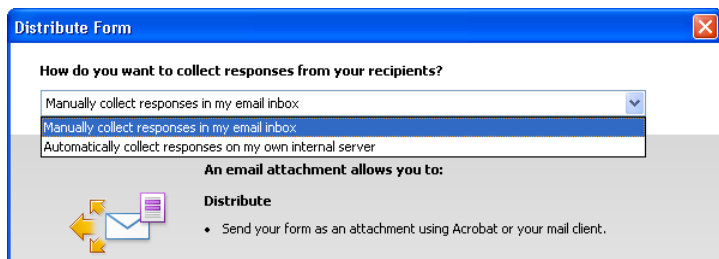 Distribute Form
How do you want to collect responses from your recipients?
Manually collect responses in my email inbox
Manually collect responses in my email inbox
Automatically collect responses on my own internal server
An email attachment allows you to:
Distribute
• Send your form as an attachment using Acrobat or your mail client.